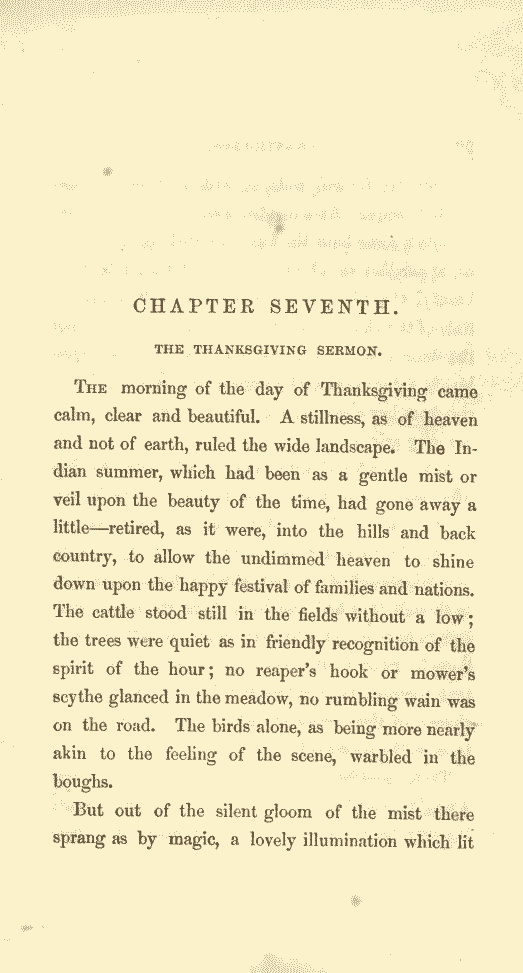 CHAPTER SEVENTH.
THE THANKSGIVING SERMON.
THE morning of the day of Thanksgiving came
calm, clear and beautiful. A stillness, as of heaven
and not of earth, ruled the wide landscape. The In-
dian summer, which had been as a gentle mist or
veil upon the beauty of the time, had gone away a
little—retired, as it were, into the hills and back
country, to allow the undimmed heaven to shine
down upon the happy festival of families and nations.
The cattle stood still in the fields without a low;
the trees were quiet as in friendly recognition of the
spirit of the hour; no reaper's hook or mower's
scythe glanced in the meadow, no rumbling wain was
on the road. The birds alone, as being more nearly
akin to the feeling of the scene, warbled in the
boughs.
But out of the silent gloom of the mist there
sprang as by magic, a lovely illumination which lit